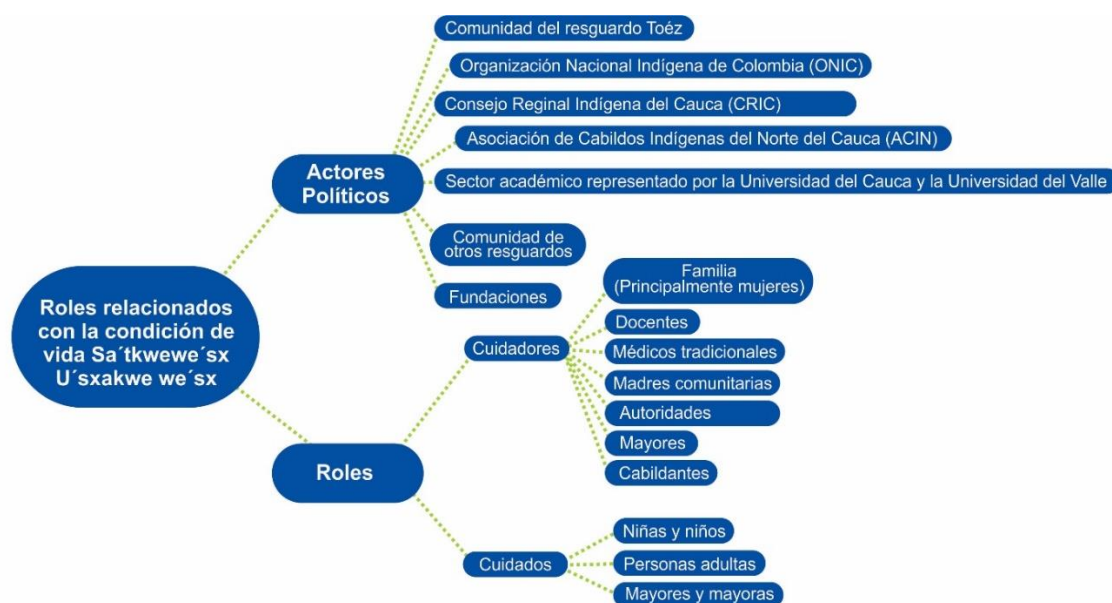 Comunidad del resguardo Toéz
Organización Nacional Indígena de Colombia (ONIC)
Consejo Reginal Indígena del Cauca (CRIC)
Asociación de Cabildos Indígenas del Norte del Cauca (ACIN)
Actores
Políticos
Sector académico representado por la Universidad del Cauca y la Universidad del Valle
Comunidad de
otros resguardos
Fundaciones
Roles relacionados
con la condición de
vida Sa´tkwewe´sx
U´sxakwe we´sx
Roles
Cuidadores
Familia
(Principalmente mujeres)
Docentes
Médicos tradicionales
Madres comunitarias
Autoridades
Mayores
Cabildantes
Cuidados
Niñas y niños
Personas adultas
Mayores y mayoras